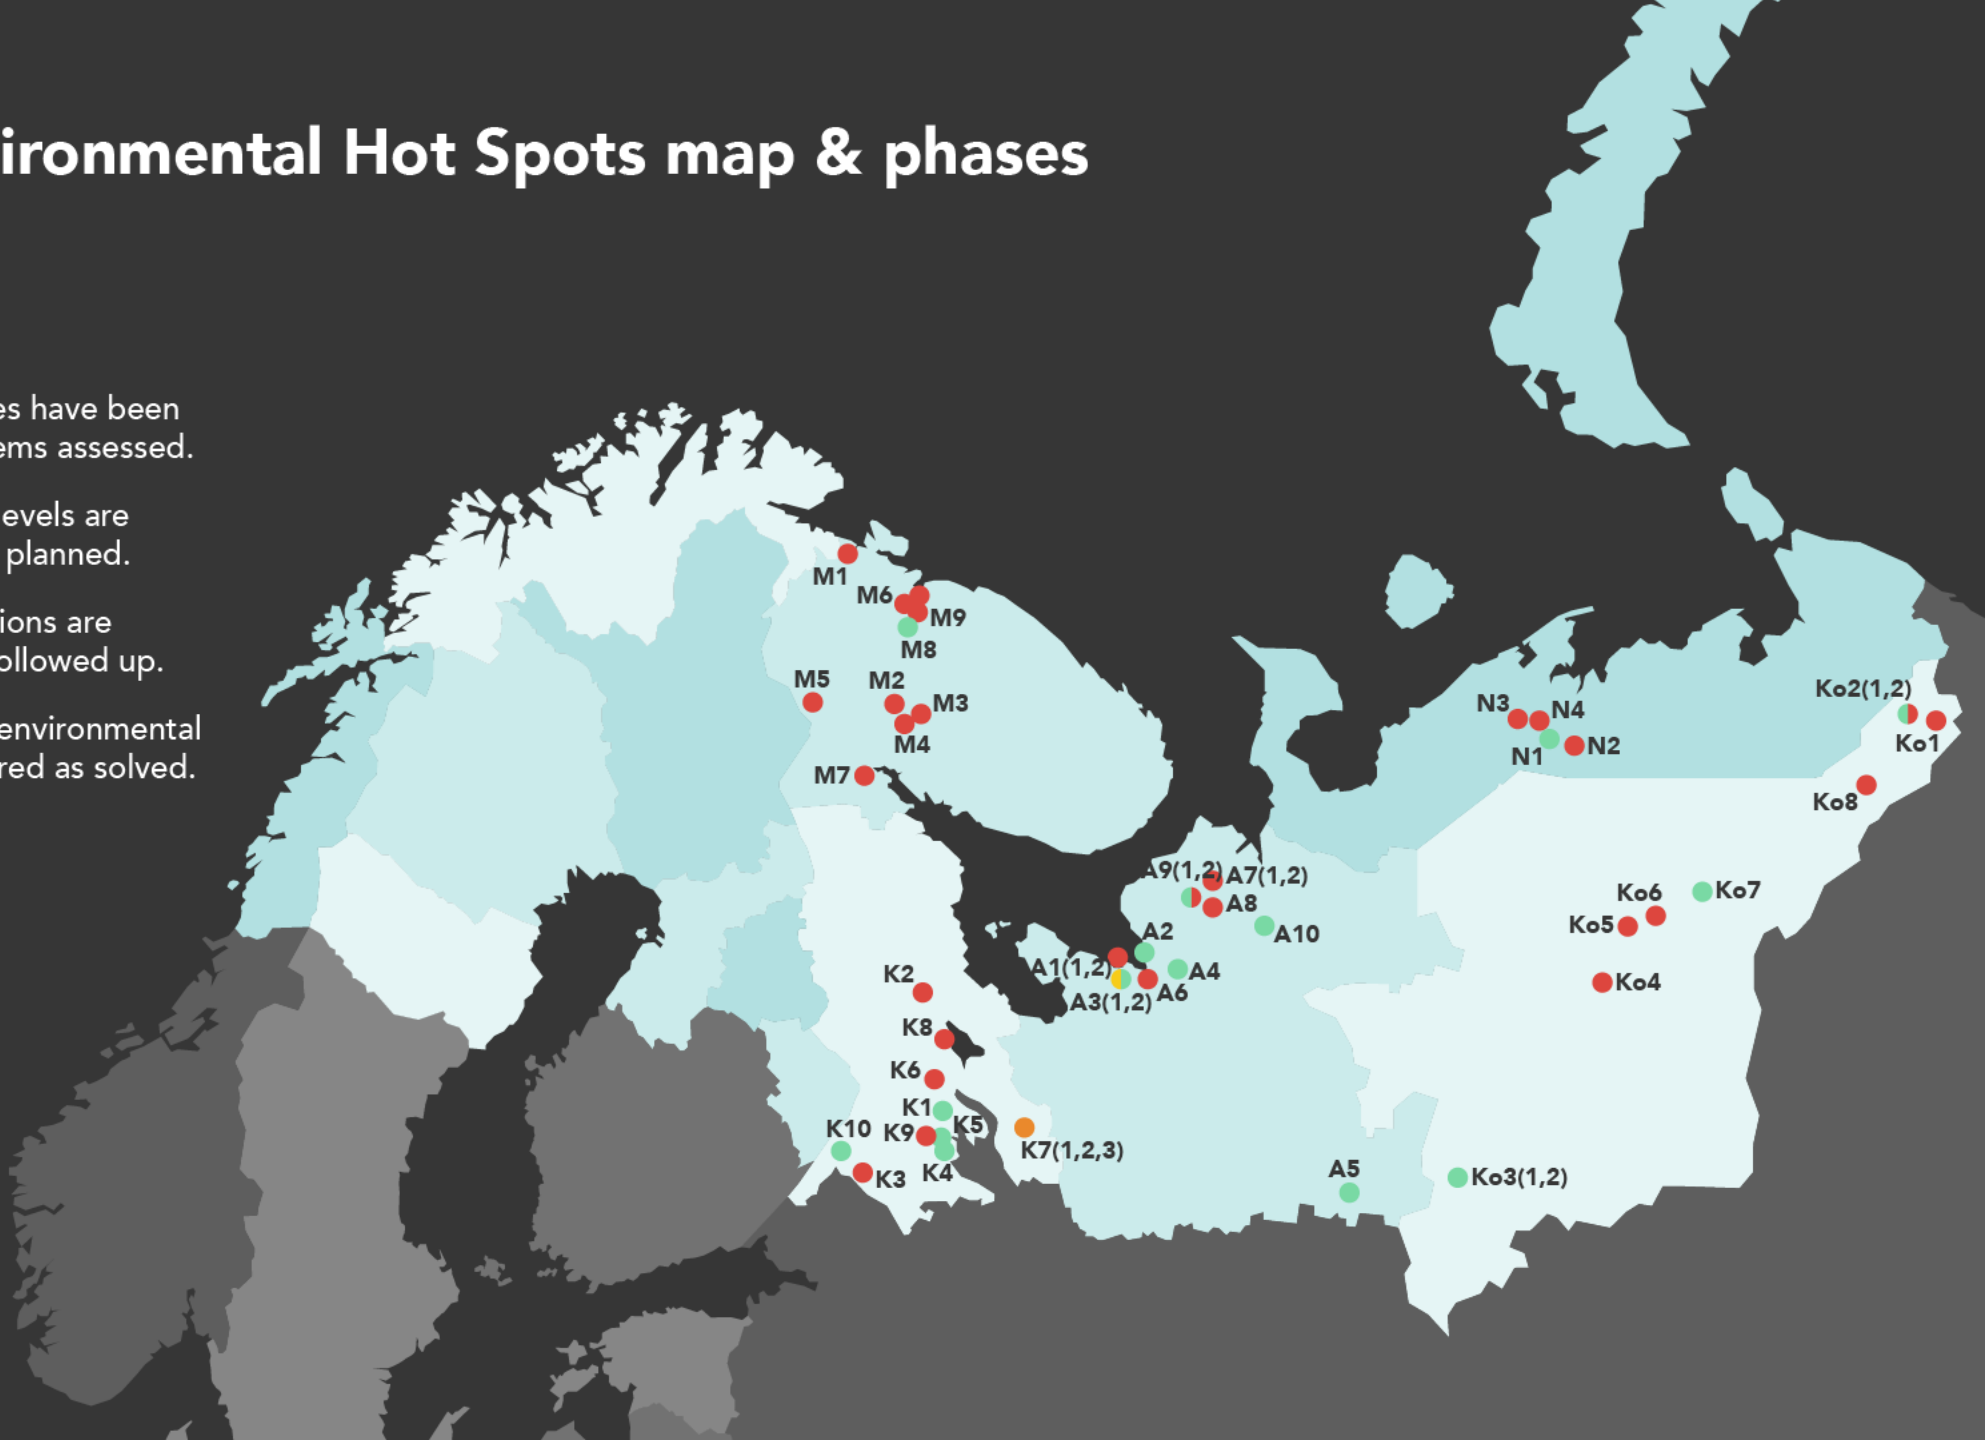 ironmental Hot Spots map & phases
es have been
ems assessed.
evels are
planned.
ions are
ollowed up.
environmental
red as solved.
M1
M6
M9
M8
M5
M2
M3
M4
M7
N3
N4
N1
N2
Ko2(1,2)
Ko1
Ko8
A9(1,2)
A7(1,2)
A8
A10
A2
A1(1,2)
A4
A6
A3(1,2)
Ko6
Ko7
Ko5
Ko4
K2
K8
K6
K1
K5
K9
K10
K4
K3
K7(1,2,3)
A5
Ko3(1,2)